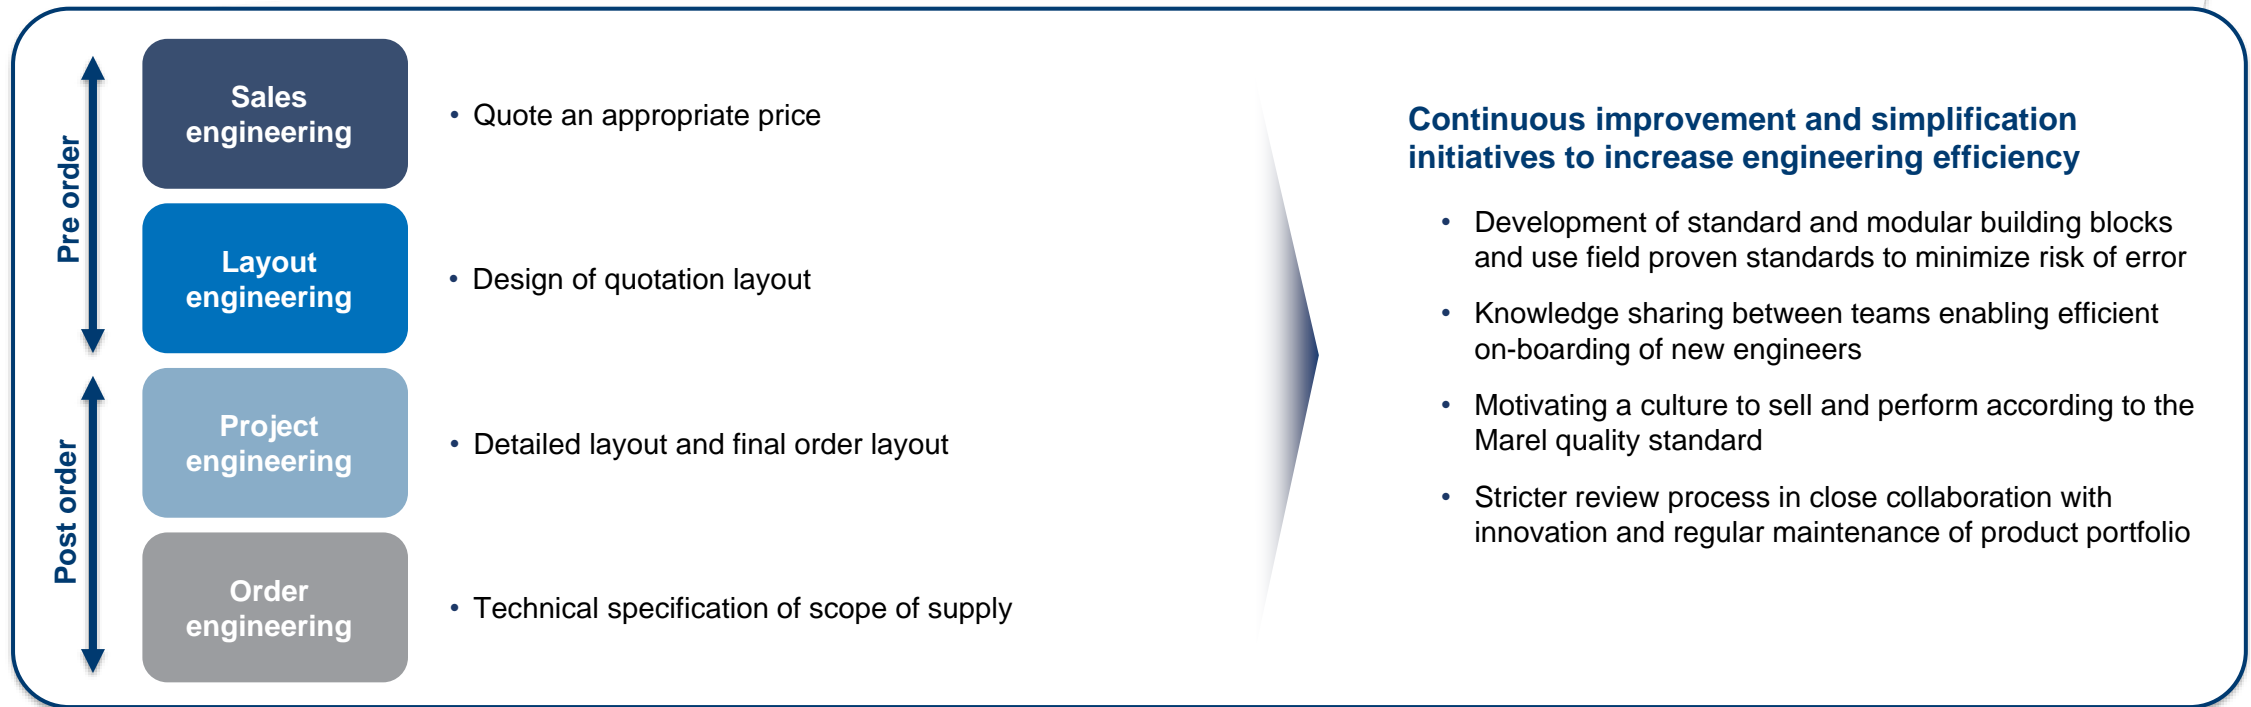 Pre order
Sales
engineering
• Quote an appropriate price
Layout
engineering
• Design of quotation layout
Post order
Project
engineering
• Detailed layout and final order layout
Order
engineering
• Technical specification of scope of supply
Continuous improvement and simplification
initiatives to increase engineering efficiency
• Development of standard and modular building blocks
and use field proven standards to minimize risk of error
• Knowledge sharing between teams enabling efficient
on-boarding of new engineers
• Motivating a culture to sell and perform according to the
Marel quality standard
• Stricter review process in close collaboration with
innovation and regular maintenance of product portfolio